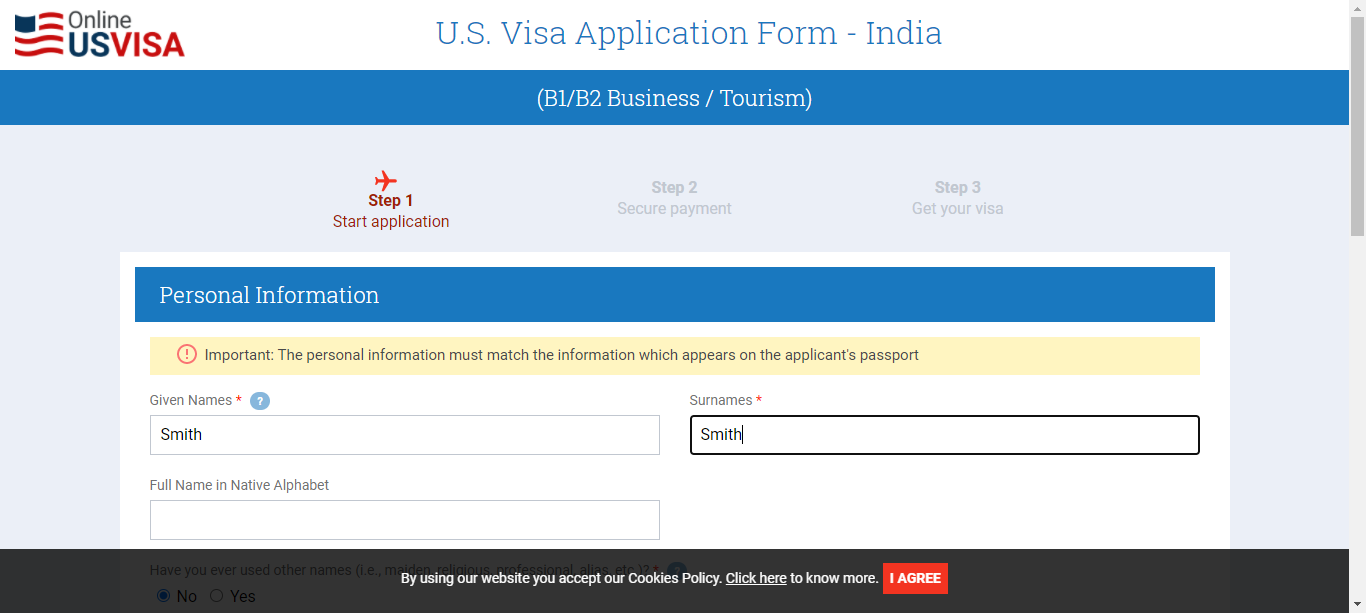 Online
USVISA
U.S. Visa Application Form - India
(B1/B2 Business / Tourism)
Step 1
Start application
Step 2
Secure payment
Step 3
Get your visa
Personal Information
! Important: The personal information must match the information which appears on the applicant's passport
Given Names * ?
Smith
Surnames *
Smith
Full Name in Native Alphabet
Have you ever used other names (i.e., maiden, religious, professional, alias, etc.)? * ?
By using our website you accept our Cookies Policy. Click here to know more. I AGREE
No Yes